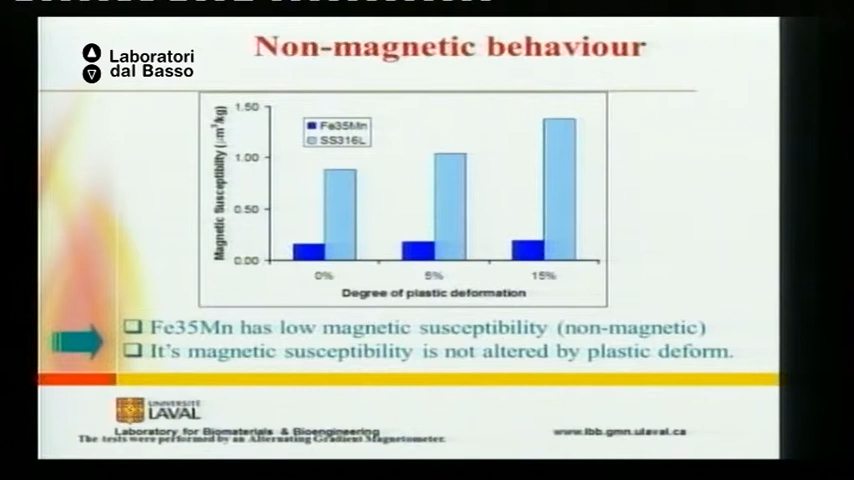 Non-magnetic behaviour
Laboratori
dal Basso
1.50
1.00
0.50
0.00
Magnetic Susceptibility (μm³/kg)
Fe35Mn
SS316L
0%
5%
15%
Degree of plastic deformation
❑ Fe35Mn has low magnetic susceptibility (non-magnetic)
❑ It's magnetic susceptibility is not altered by plastic deform.
UNIVERSITÉ
LAVAL
Laboratory for Biomaterials & Bioengineering
www.lbb.gmn.ulaval.ca
The tests were performed by an Alternating Gradient Magnetometer.